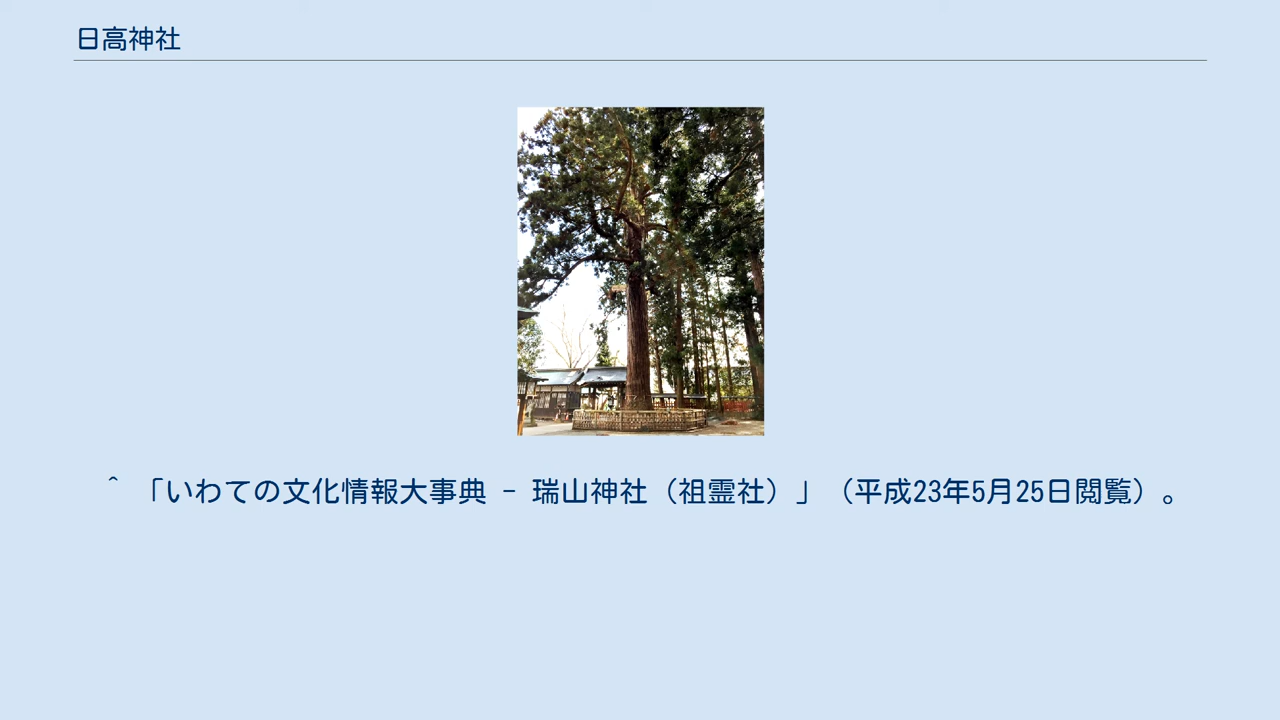 日高神社
^ 「いわての文化情報大事典 - 瑞山神社（祖霊社）」（平成23年5月25日閲覧）。